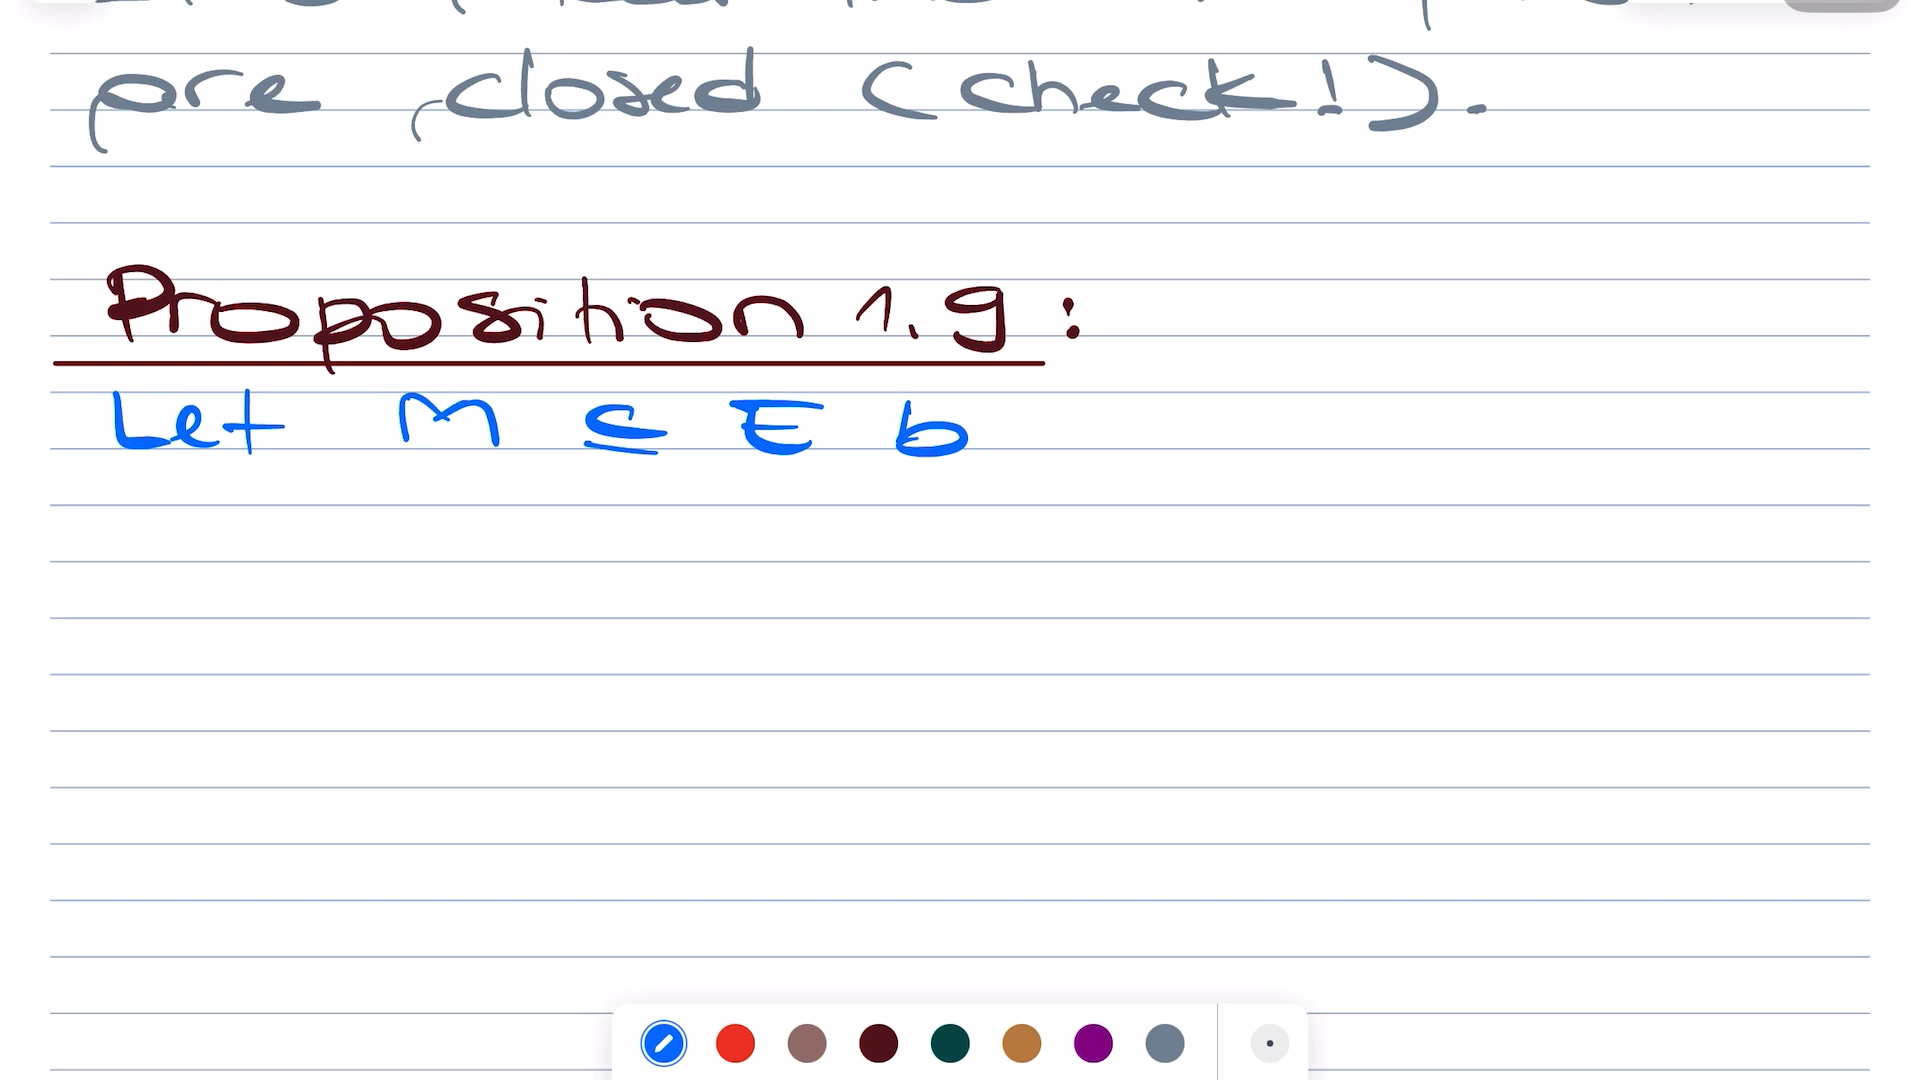 are closed (check!).
Proposition 1.9:
Let M ⊆ E b